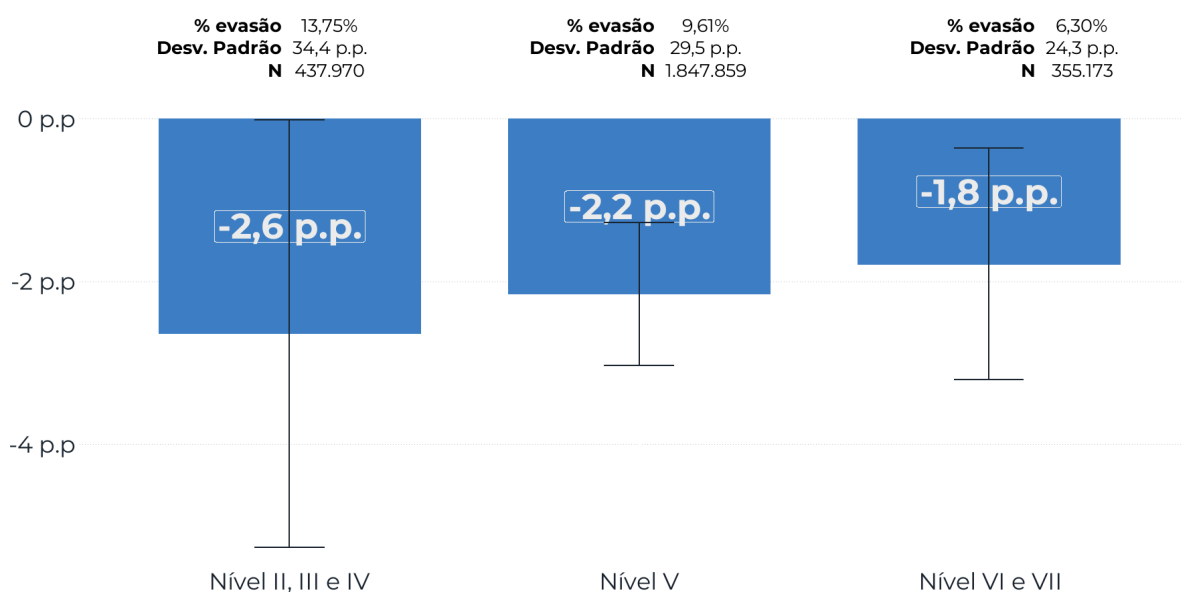 % evasão 13,75%
Desv. Padrão 34,4 p.p.
N 437.970
% evasão 9,61%
Desv. Padrão 29,5 p.p.
N 1.847.859
% evasão 6,30%
Desv. Padrão 24,3 p.p.
N 355.173
0 p.p
-2 p.p
-4 p.p
-2,6 p.p.
-2,2 p.p.
-1,8 p.p.
Nível II, III e IV
Nível V
Nível VI e VII